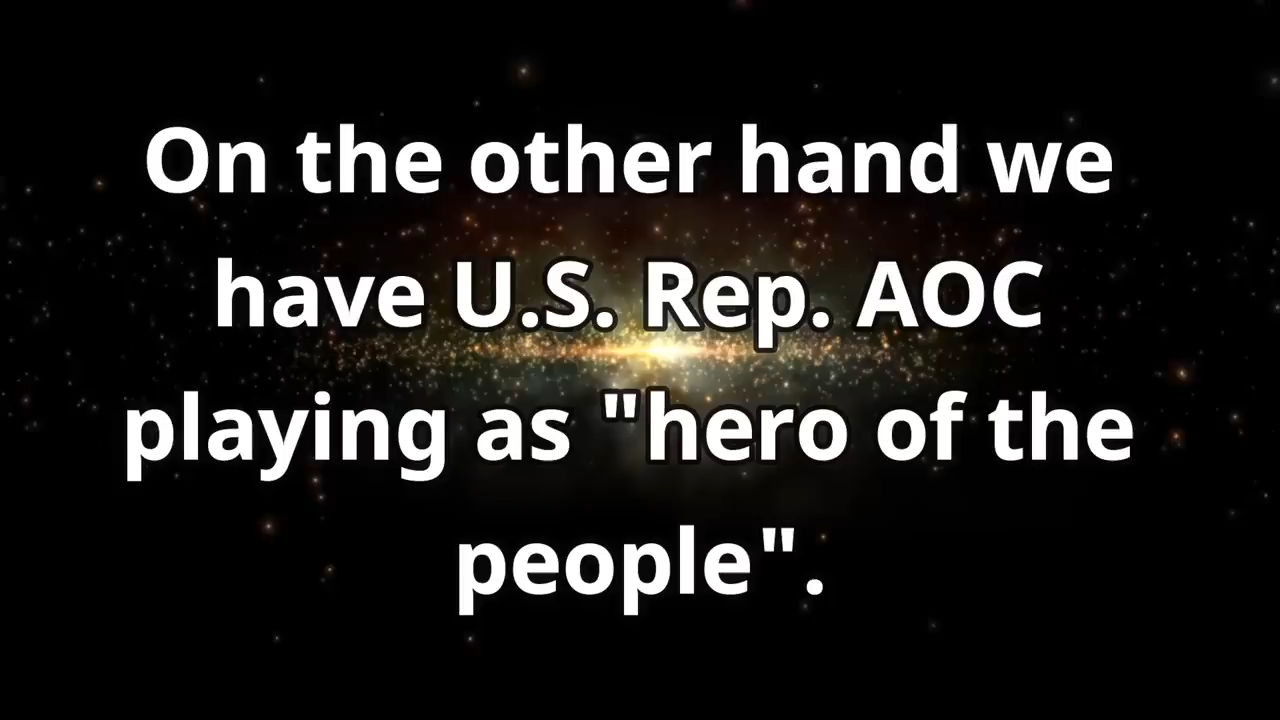 On the other hand we
have U.S. Rep. AOC
playing as "hero of the
people".